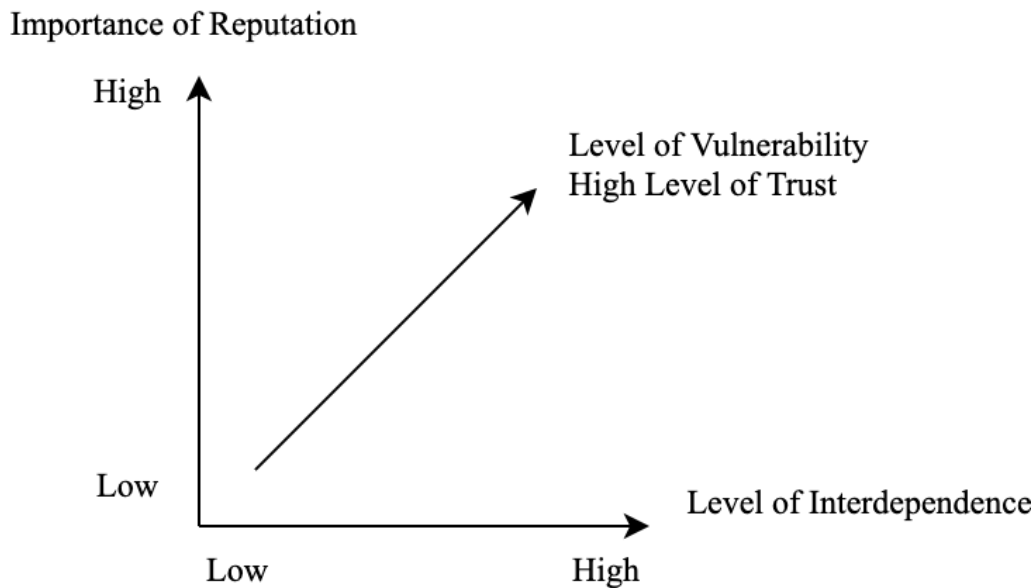 Importance of Reputation
High
Level of Vulnerability
High Level of Trust
Low
Level of Interdependence
Low
High